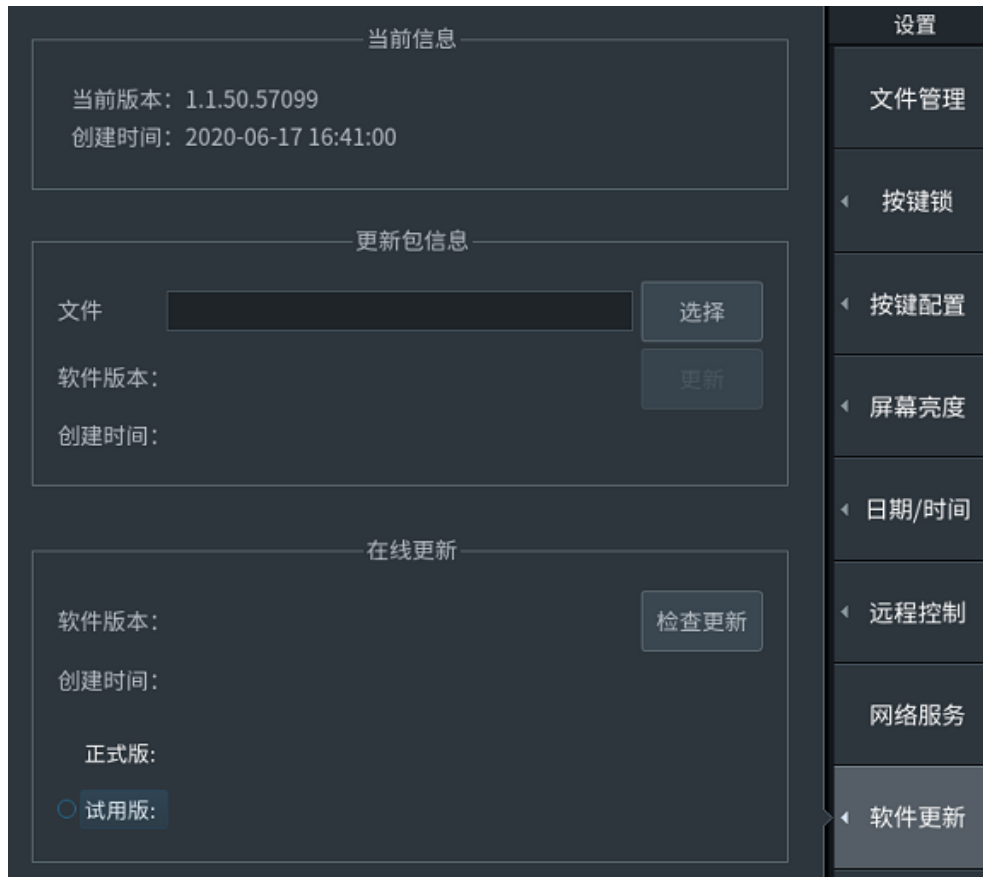 当前信息
当前版本：1.1.50.57099
创建时间：2020-06-17 16:41:00
更新包信息
文件
选择
软件版本：
更新
创建时间：
在线更新
软件版本：
检查更新
创建时间：
正式版:
试用版:
设置
文件管理
按键锁
按键配置
屏幕亮度
日期/时间
远程控制
网络服务
软件更新